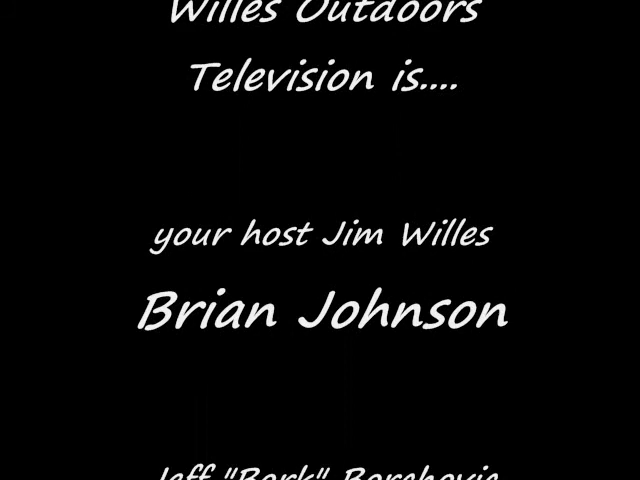 Willes Outdoors
Television is....
your host Jim Willes
Brian Johnson
Jeff "Bork"